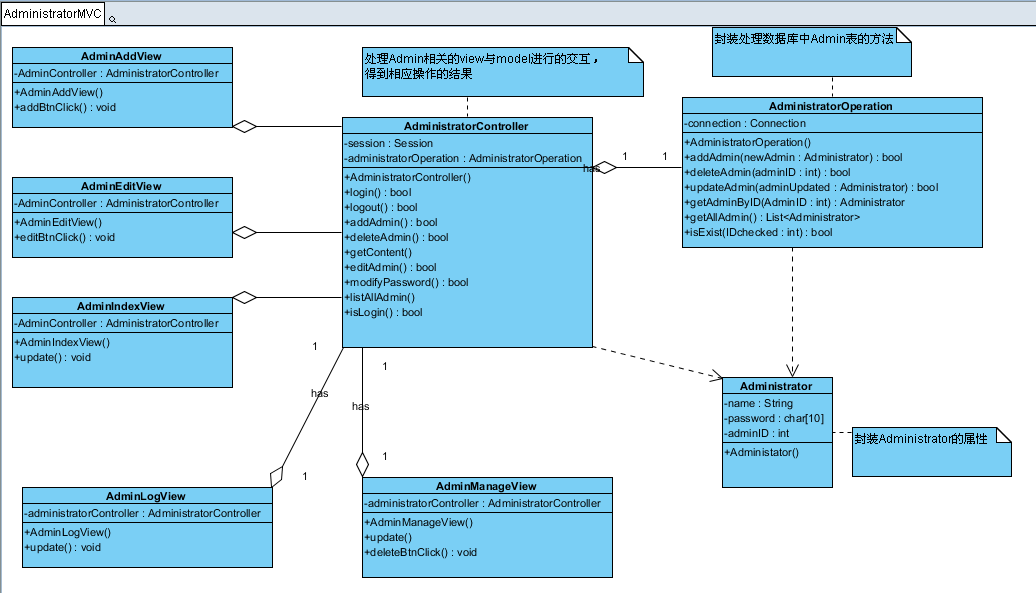 AdministratorMVC
AdminAddView
-AdminController : AdministratorController
+AdminAddView()
+addBtnClick() : void
处理Admin相关的view与model进行的交互，
得到相应操作的结果
封装处理数据库中Admin表的方法
AdministratorController
-session : Session
-administratorOperation : AdministratorOperation
+AdministratorController()
+login() : bool
+logout() : bool
+addAdmin() : bool
+deleteAdmin() : bool
+getContent()
+editAdmin() : bool
+modifyPassword() : bool
+listAllAdmin()
+isLogin() : bool
has
1
1
AdministratorOperation
-connection : Connection
+AdministratorOperation()
+addAdmin(newAdmin : Administrator) : bool
+deleteAdmin(adminID : int) : bool
+updateAdmin(adminUpdated : Administrator) : bool
+getAdminByID(AdminID : int) : Administrator
+getAllAdmin() : List<Administrator>
+isExist(IDchecked : int) : bool
AdminEditView
-AdminController : AdministratorController
+AdminEditView()
+editBtnClick() : void
AdminIndexView
-AdminController : AdministratorController
+AdminIndexView()
+update() : void
1
has
1
1
has
1
Administrator
-name : String
-password : char[10]
-adminID : int
+Administator()
封装Administrator的属性
AdminLogView
-administratorController : AdministratorController
+AdminLogView()
+update() : void
AdminManageView
-administratorController : AdministratorController
+AdminManageView()
+update()
+deleteBtnClick() : void